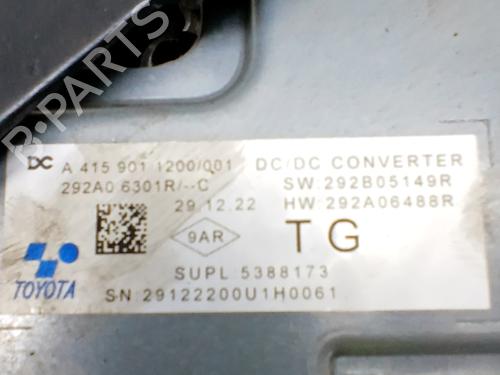 B-PARTS
DC A 415 901 1200/001 DC/DC CONVERTER
292A0 6301R/--C SW:292B05149R
29.12.22 HW:292A06488R
9AR TG
TOYOTA
SUPL 5388173
SN:29122200U1H0061